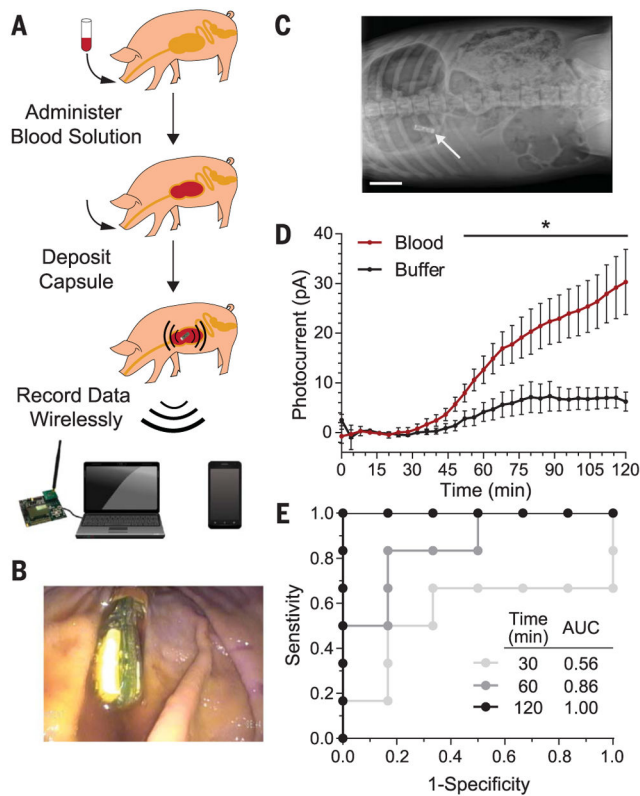 A
Administer
Blood Solution
Deposit
Capsule
Record Data
Wirelessly
B
C
D
*
Blood
Buffer
Photocurrent (pA)
40
30
20
10
0
0 15 30 45 60 75 90 105 120
Time (min)
E
Senstivity
1.0
0.8
0.6
0.4
0.2
0.0
Time
(min) AUC
30 0.56
60 0.86
120 1.00
0.0 0.2 0.4 0.6 0.8 1.0
1-Specificity